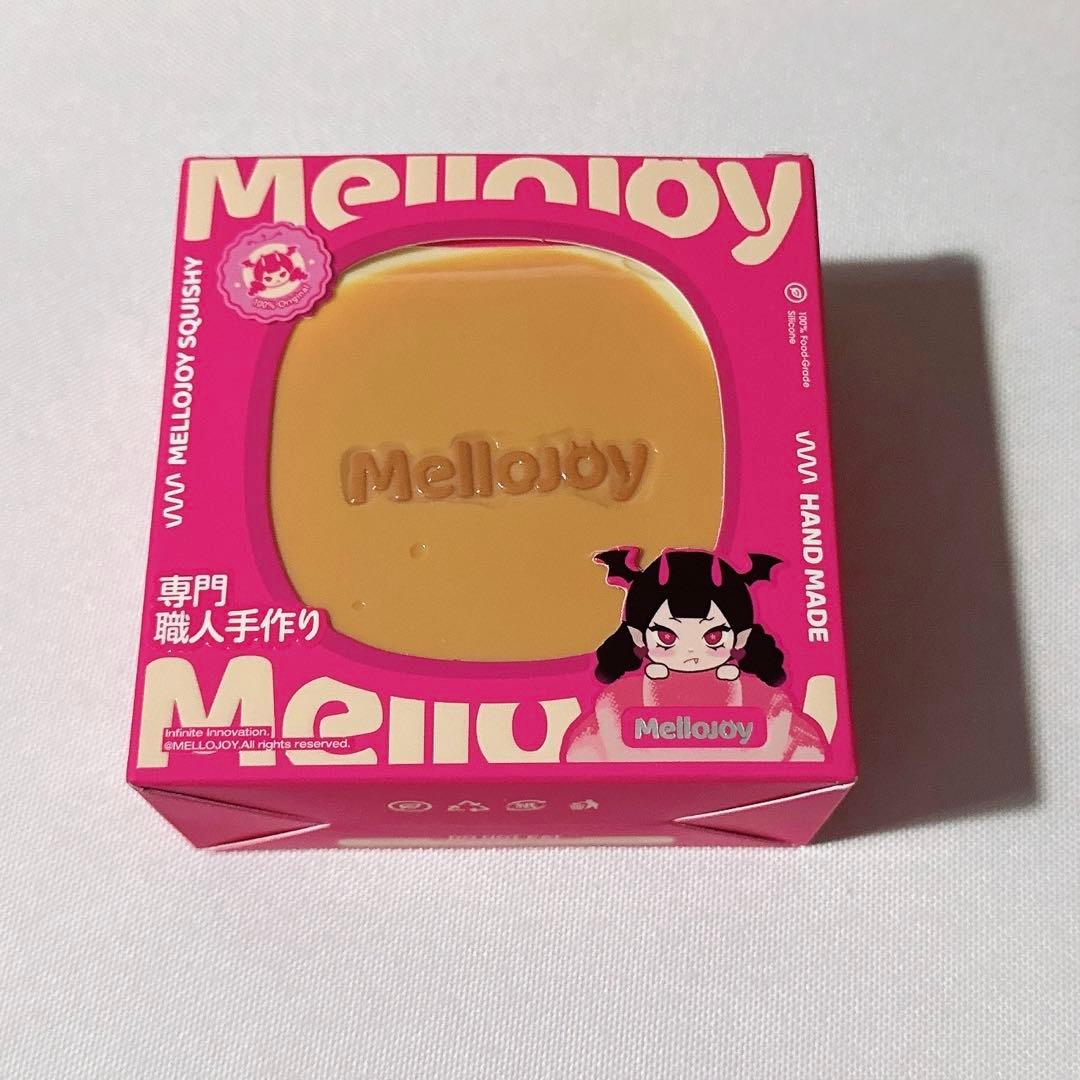 MelloJOY
100% Original
MELLOJOY SQUISHY
100% Food-Grade
Silicone
MelloJOY
HAND MADE
専門
職人手作り
Infinite Innovation.
@MELLOJOY.All rights reserved.
MelloJOY